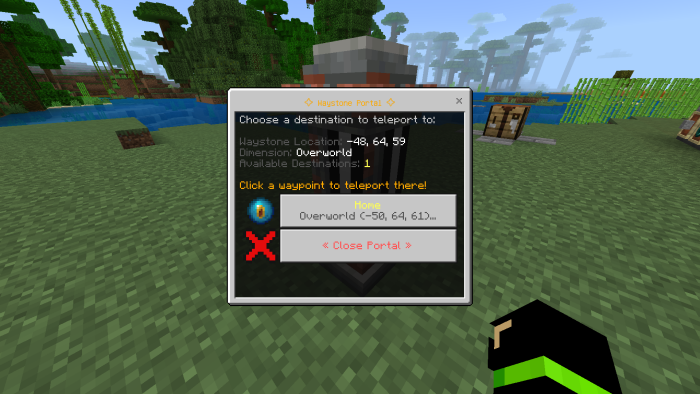 Waystone Portal
Choose a destination to teleport to:
Waystone Location: -48, 64, 59
Dimension: Overworld
Available Destinations: 1
Click a waypoint to teleport there!
Home
Overworld (-50, 64, 61)...
« Close Portal »